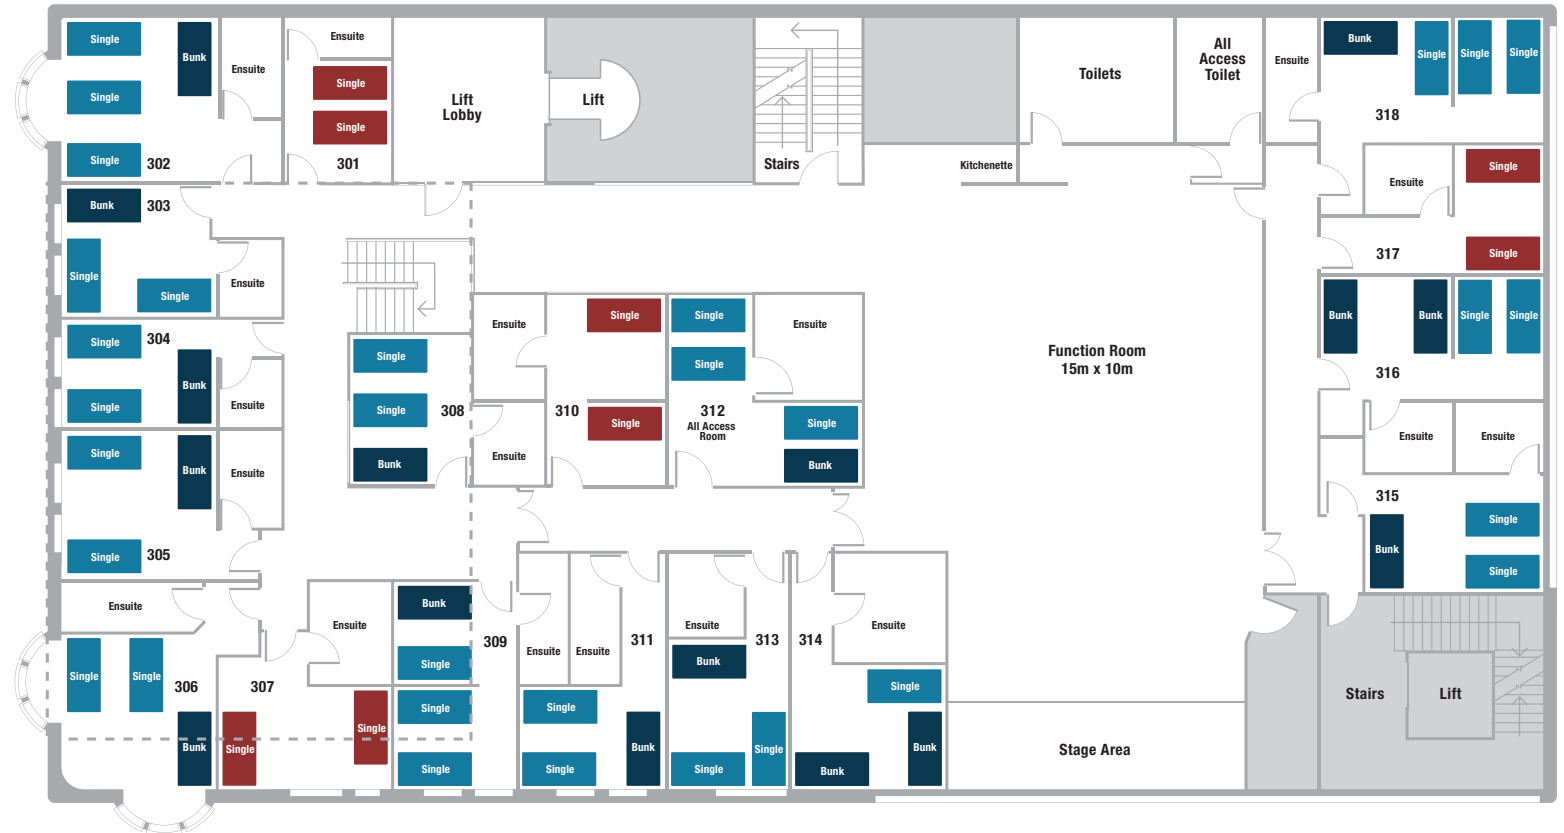 Single
Bunk
Ensuite
Single
Single
302
Ensuite
Single
Single
301
Lift
Lobby
Lift
Stairs
Toilets
All
Access
Toilet
Kitchenette
Ensuite
Bunk
Single
Single
Single
318
Ensuite
Single
317
Single
Bunk
303
Single
Single
Ensuite
Single
304
Bunk
Single
Ensuite
Single
Bunk
Ensuite
Single
305
Single
Single
308
Bunk
Ensuite
Ensuite
Single
310
Single
Single
Single
312
All Access
Room
Ensuite
Single
Bunk
Function Room
15m x 10m
Bunk
Bunk
Single
Single
316
Ensuite
Ensuite
315
Single
Bunk
Single
Ensuite
Single
Single
306
Bunk
Ensuite
307
Single
Single
Bunk
309
Single
Single
Single
Ensuite
Ensuite
311
Single
Bunk
Single
Ensuite
313
Bunk
Single
Single
314
Ensuite
Single
Bunk
Bunk
Stage Area
Stairs
Lift